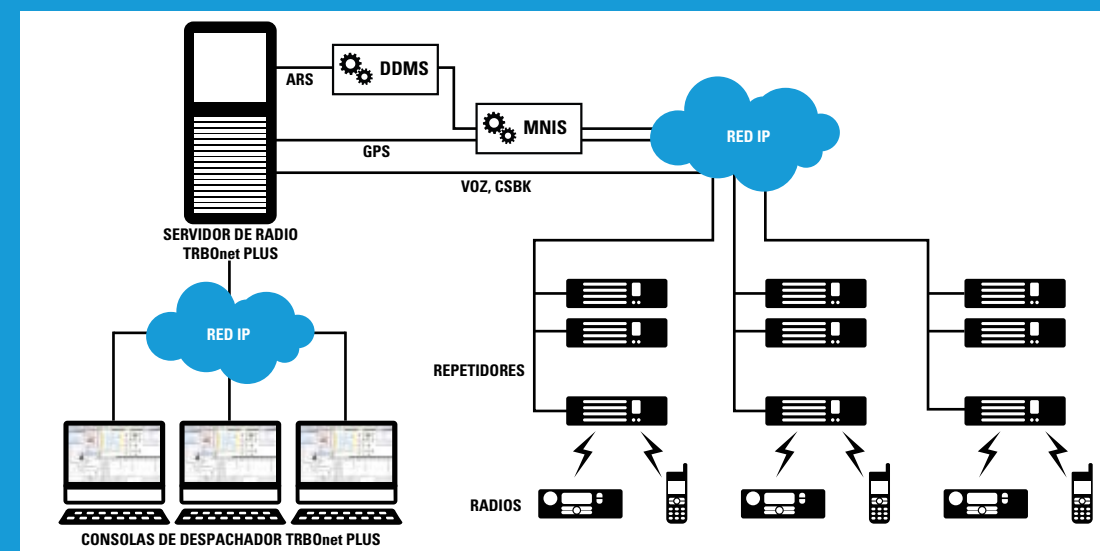 ARS
DDMS
MNIS
RED IP
GPS
VOZ, CSBK
SERVIDOR DE RADIO
TRBOnet PLUS
RED IP
REPETIDORES
RADIOS
CONSOLAS DE DESPACHADOR TRBOnet PLUS